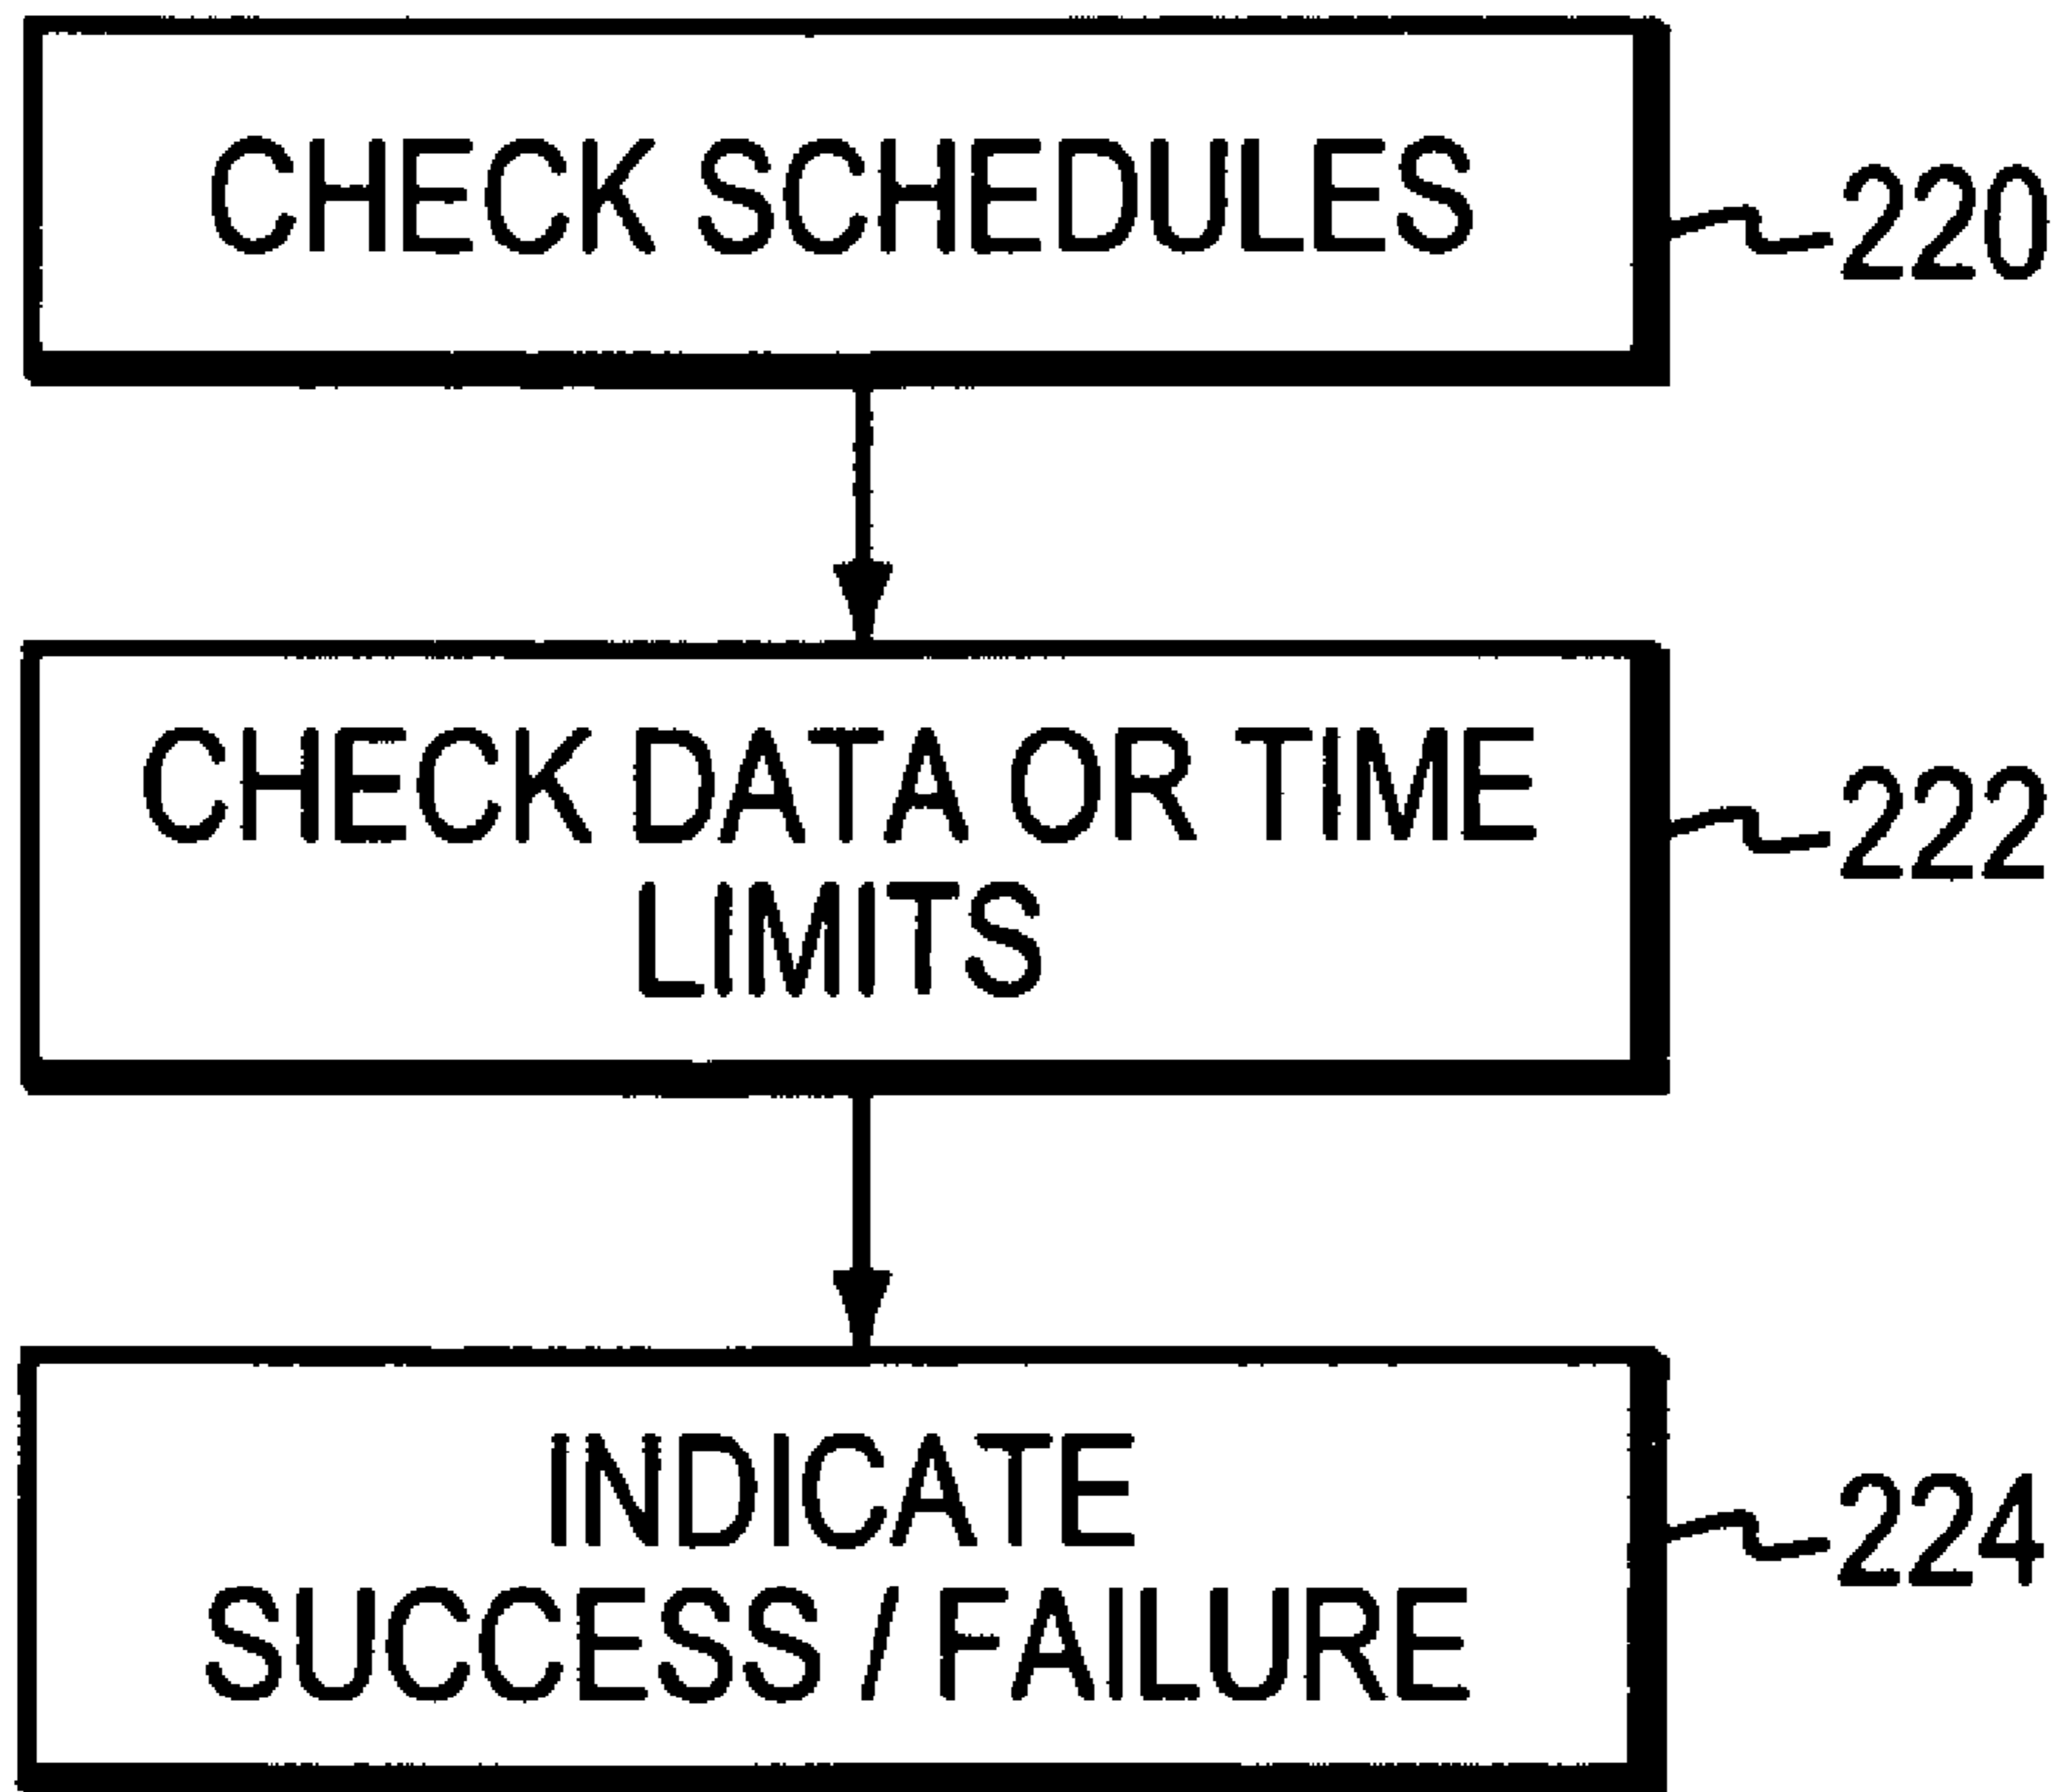 CHECK SCHEDULES
220
CHECK DATA OR TIME
LIMITS
222
INDICATE
SUCCESS / FAILURE
224